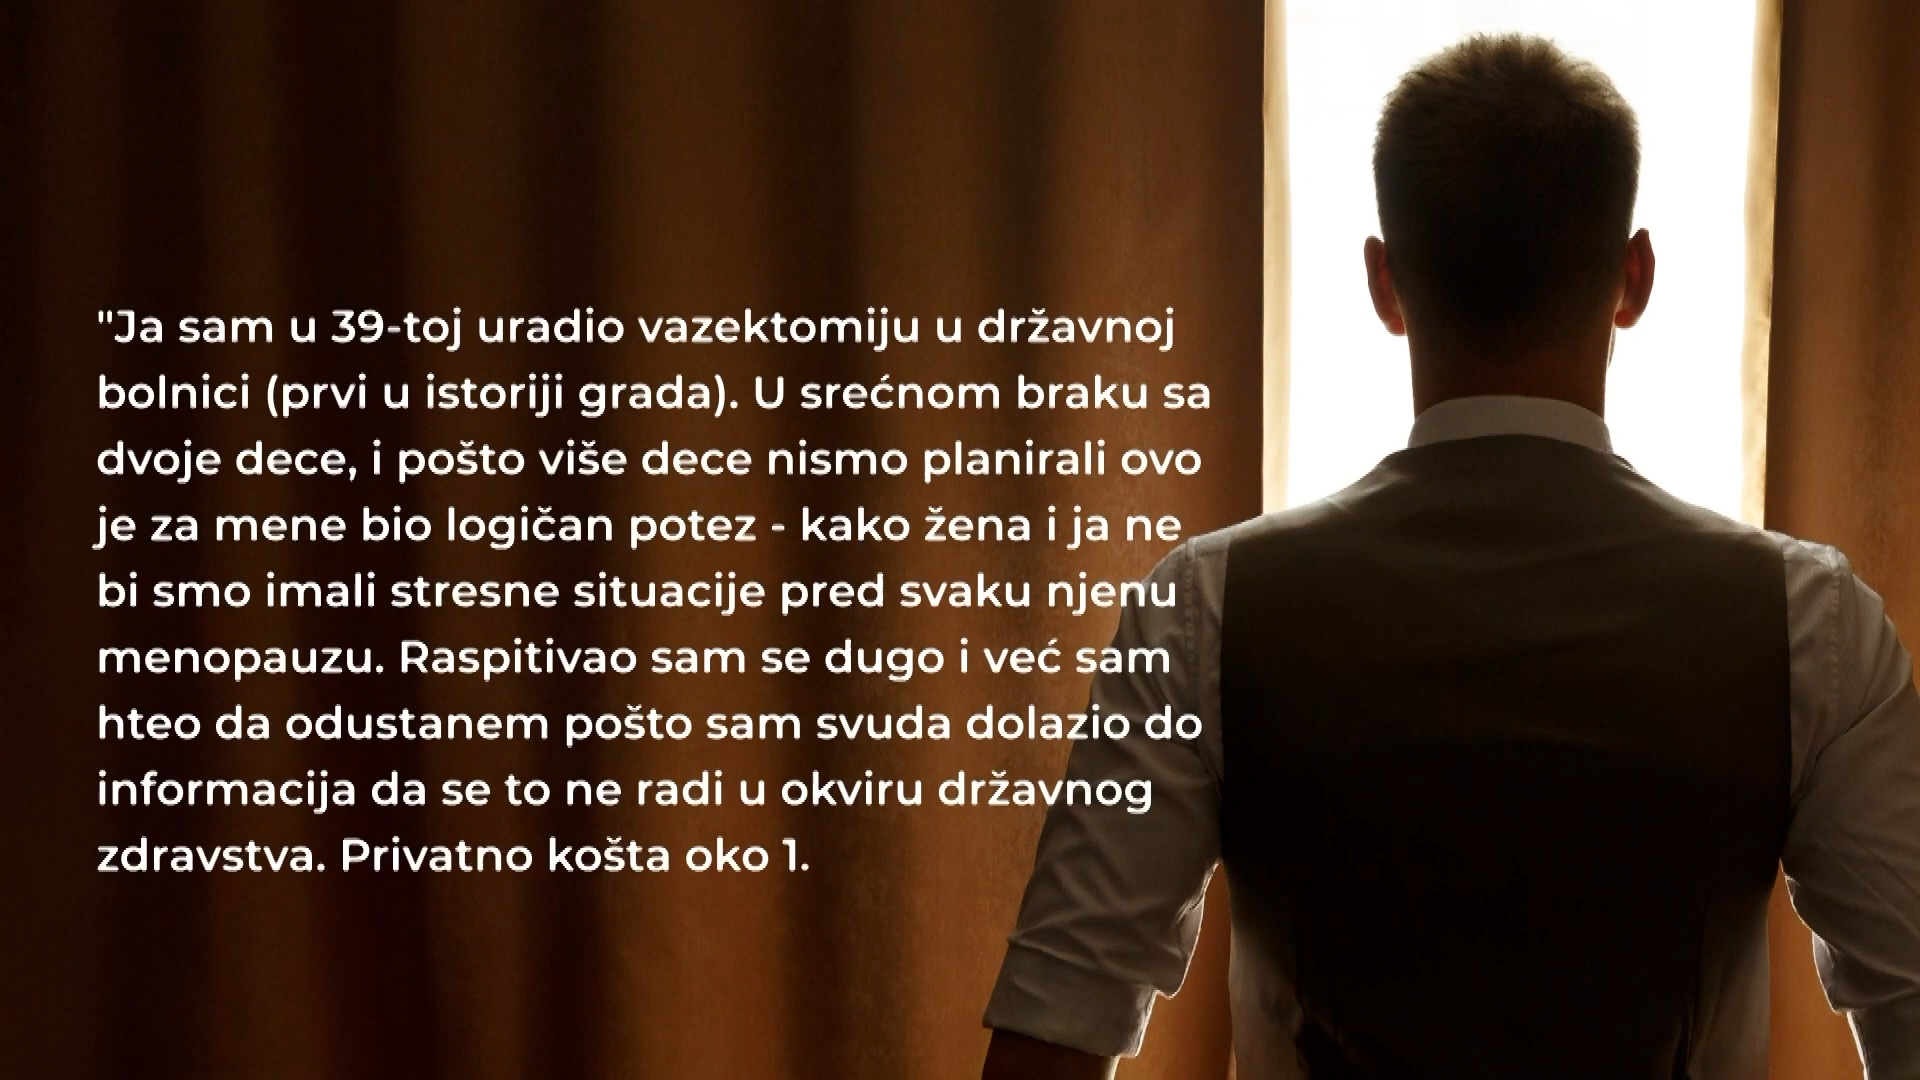 "Ja sam u 39-toj uradio vazektomiju u državnoj
bolnici (prvi u istoriji grada). U srećnom braku sa
dvoje dece, i pošto više dece nismo planirali ovo
je za mene bio logičan potez - kako žena i ja ne
bi smo imali stresne situacije pred svaku njenu
menopauzu. Raspitivao sam se dugo i već sam
hteo da odustanem pošto sam svuda dolazio do
informacija da se to ne radi u okviru državnog
zdravstva. Privatno košta oko 1.